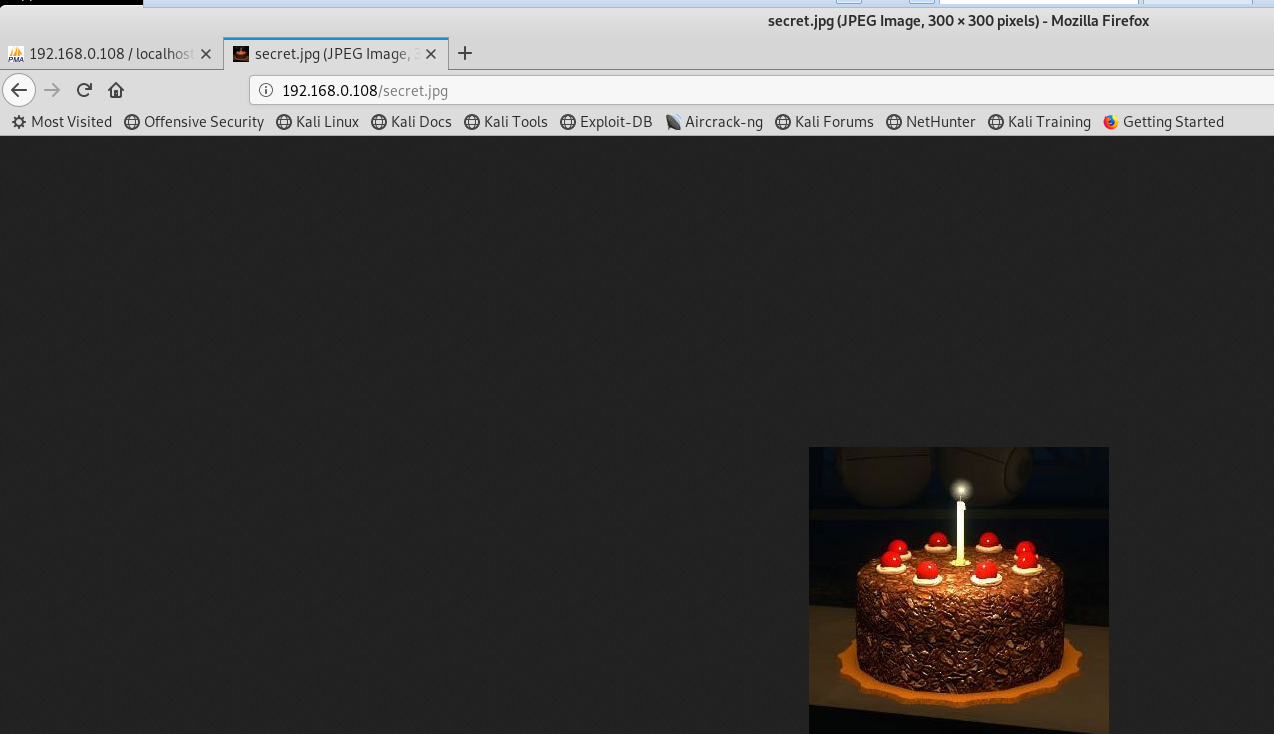 secret.jpg (JPEG Image, 300 × 300 pixels) - Mozilla Firefox
PMA 192.168.0.108 / localhost secret.jpg (JPEG Image, 3
192.168.0.108/secret.jpg
Most Visited Offensive Security Kali Linux Kali Docs Kali Tools Exploit-DB Aircrack-ng Kali Forums NetHunter Kali Training Getting Started